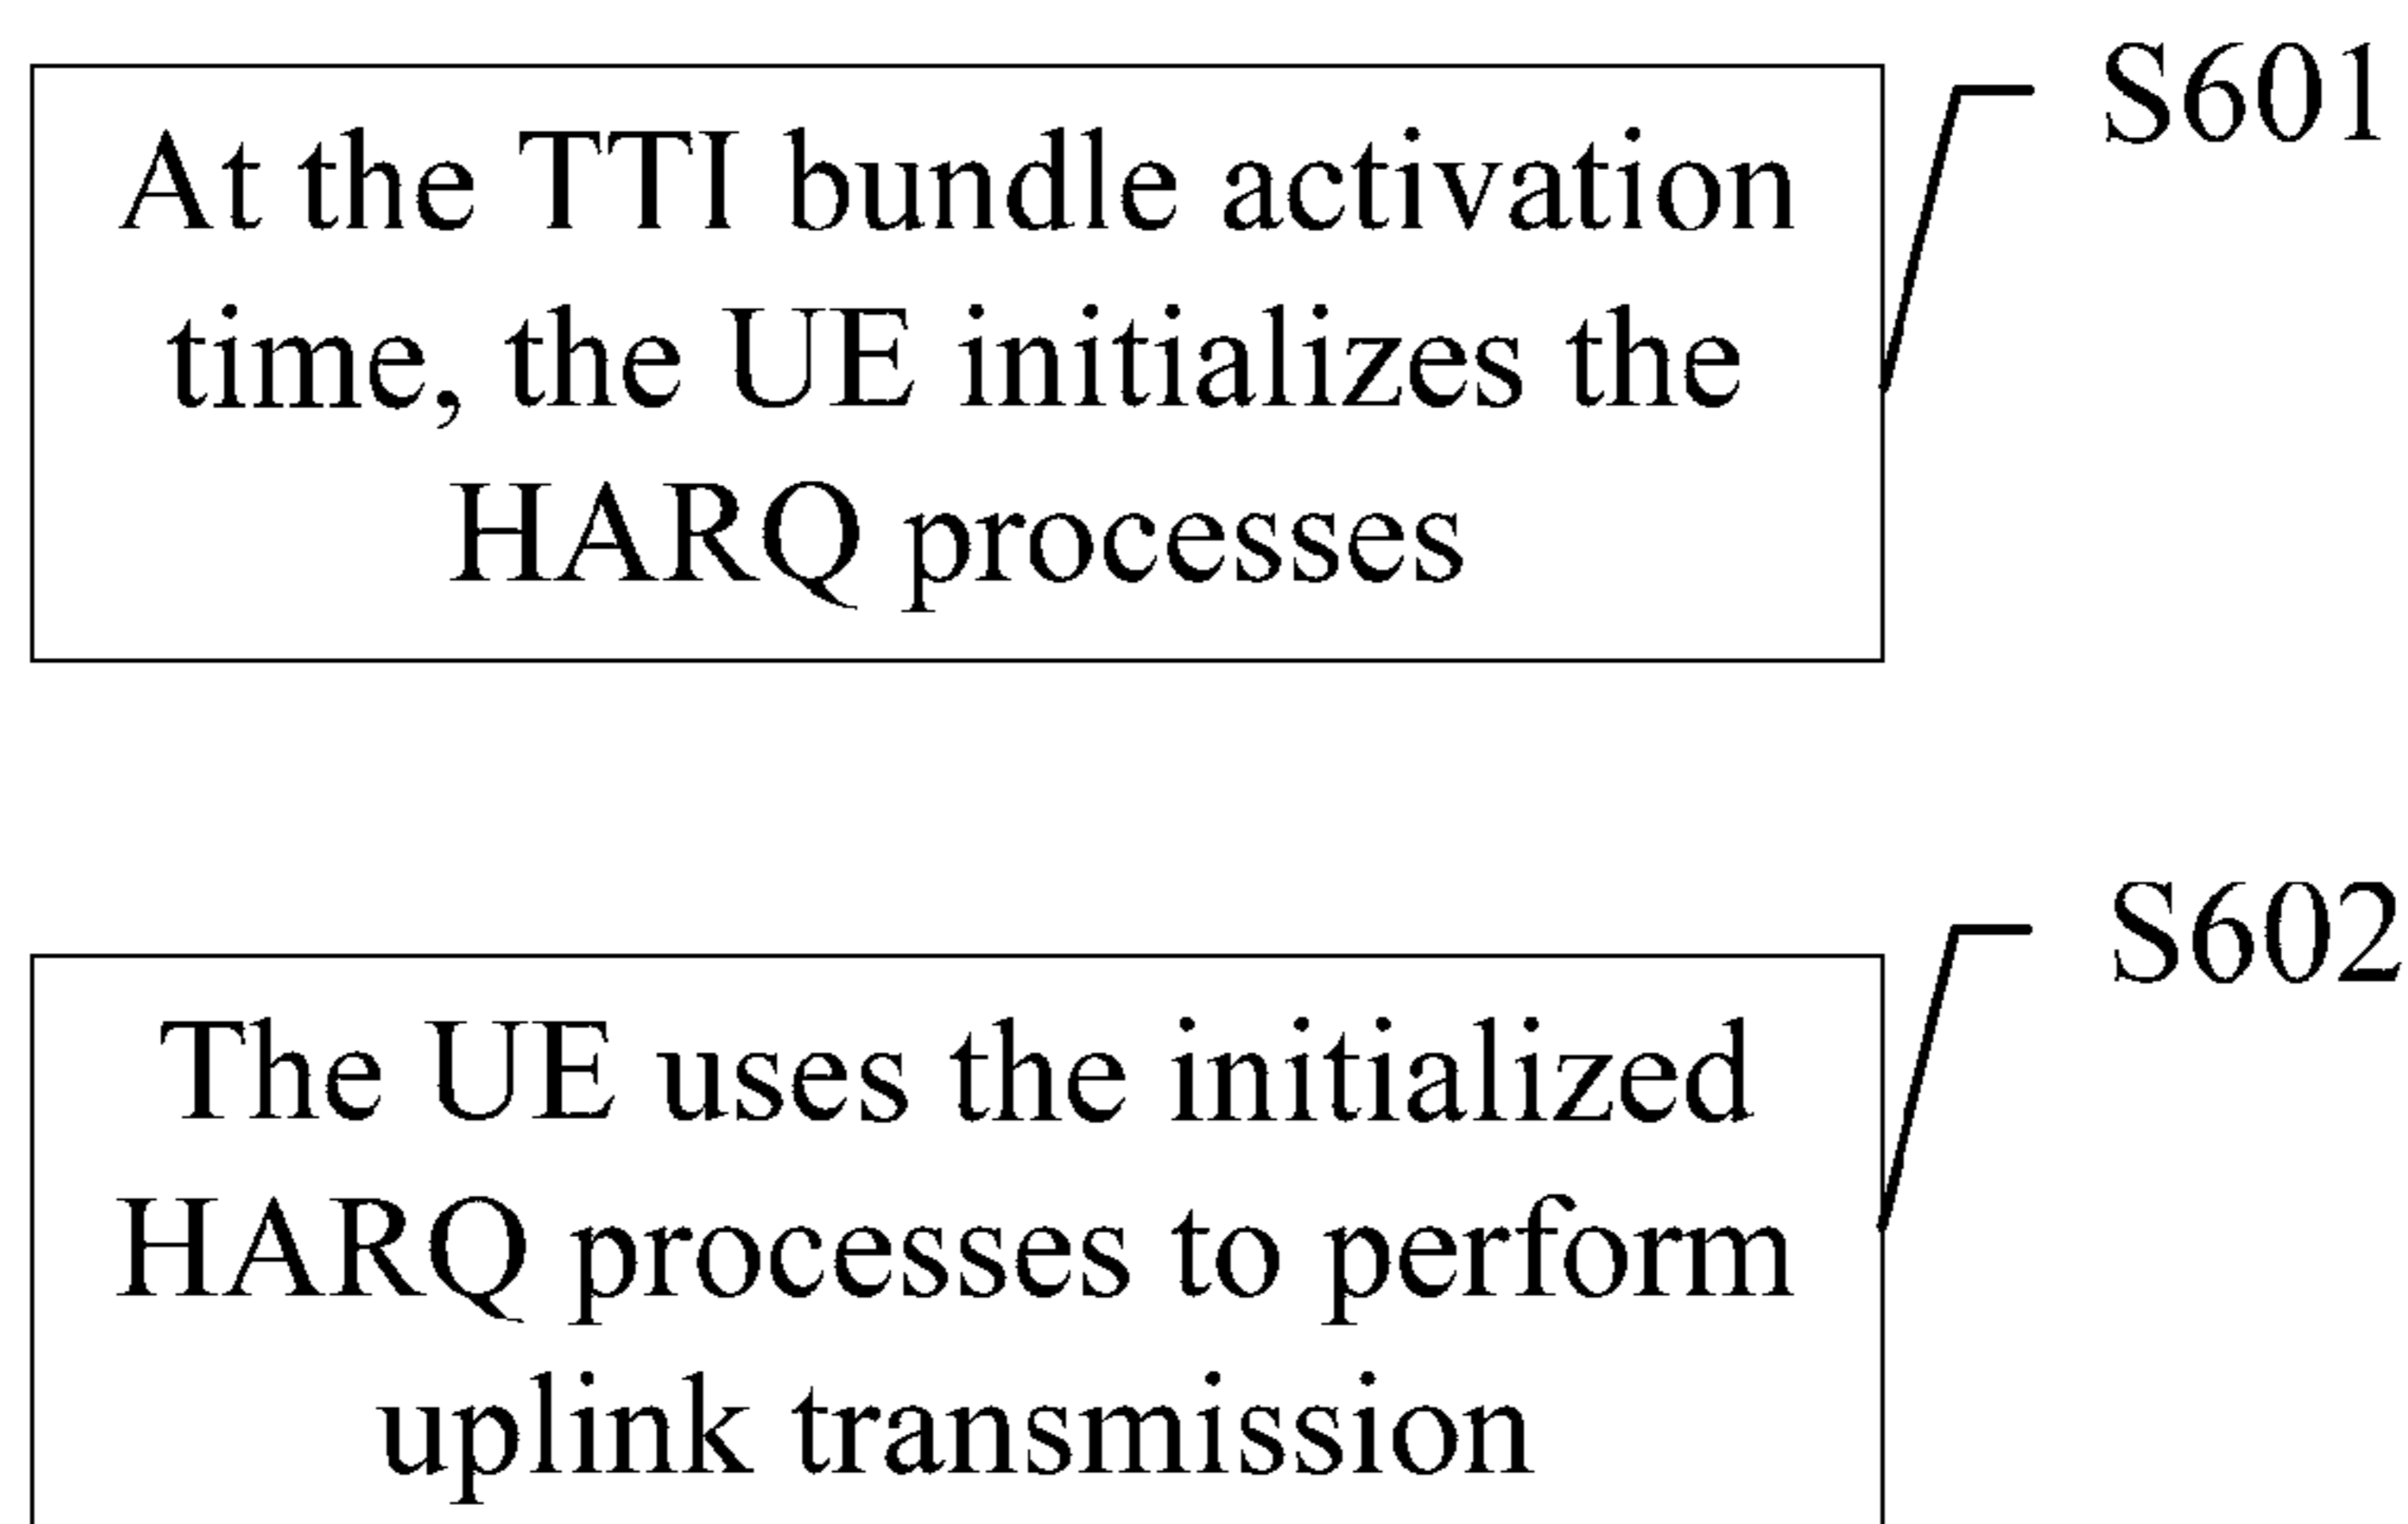 S601
At the TTI bundle activation
time, the UE initializes the
HARQ processes
S602
The UE uses the initialized
HARQ processes to perform
uplink transmission